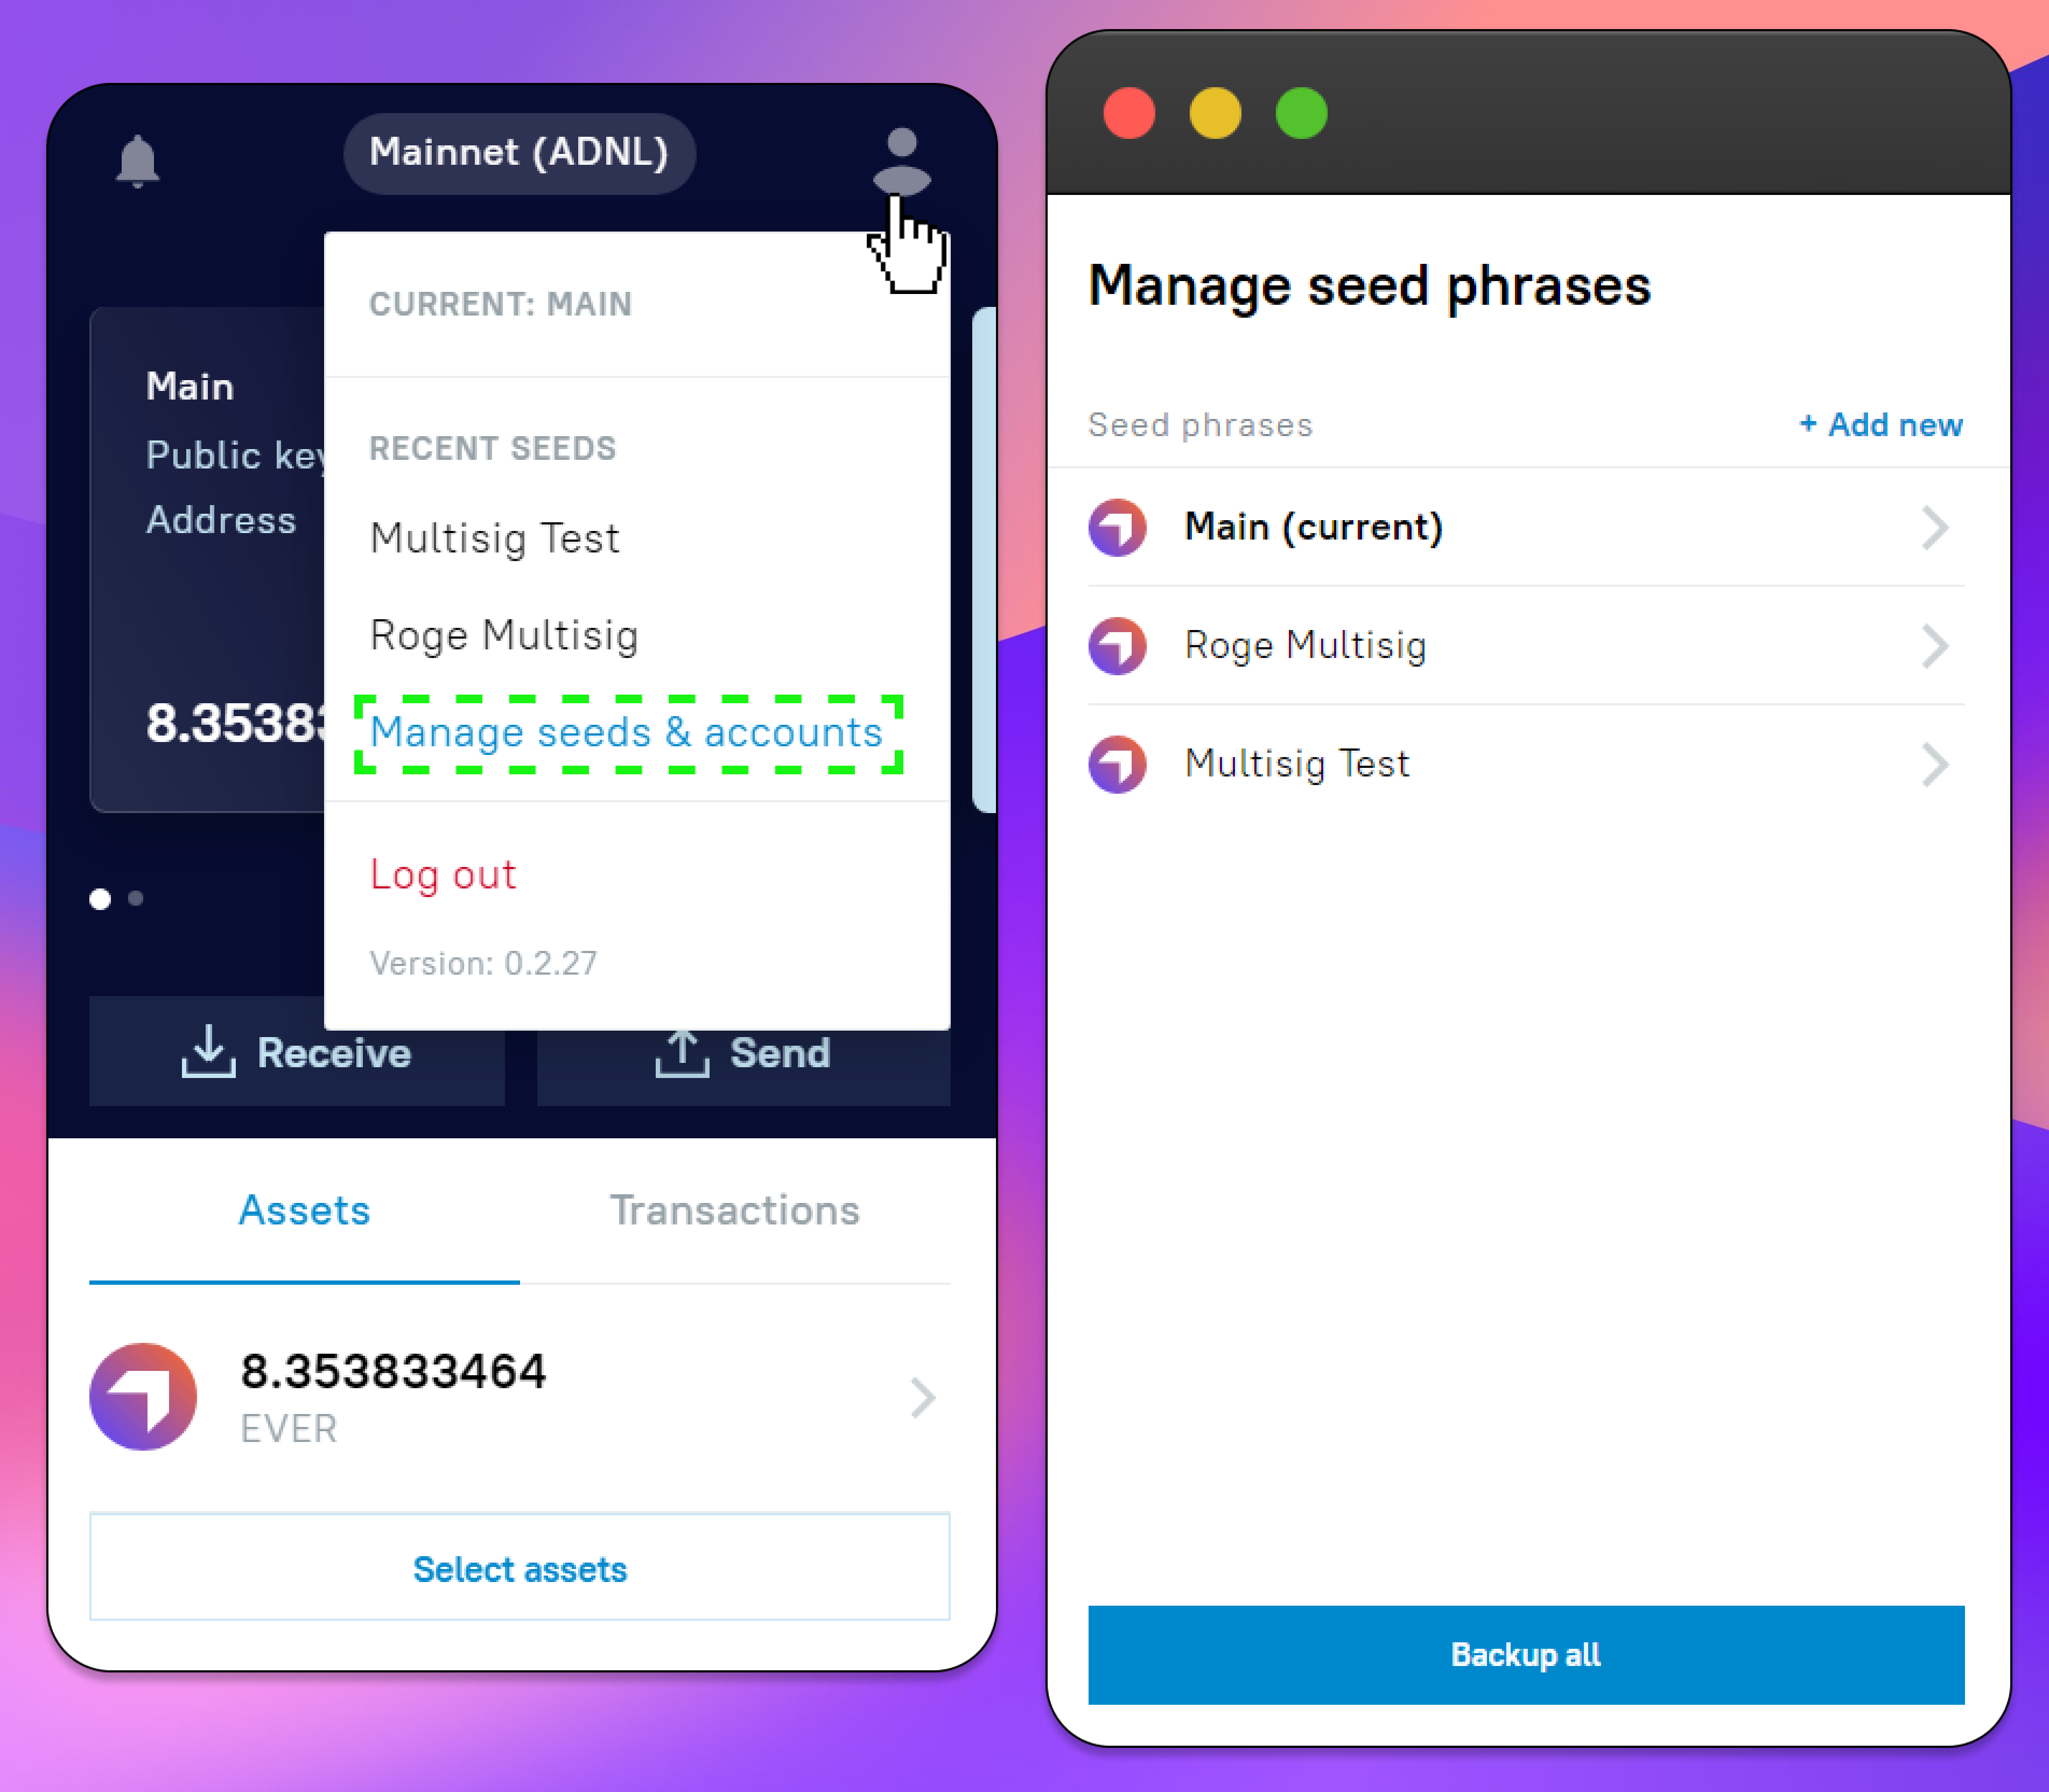 Mainnet (ADNL)
CURRENT: MAIN
RECENT SEEDS
Multisig Test
Roge Multisig
Manage seeds & accounts
Log out
Version: 0.2.27
Main
Public key
Address
8.35383
Receive
Send
Assets
Transactions
8.353833464
EVER
Select assets
Manage seed phrases
Seed phrases
+ Add new
Main (current)
Roge Multisig
Multisig Test
Backup all